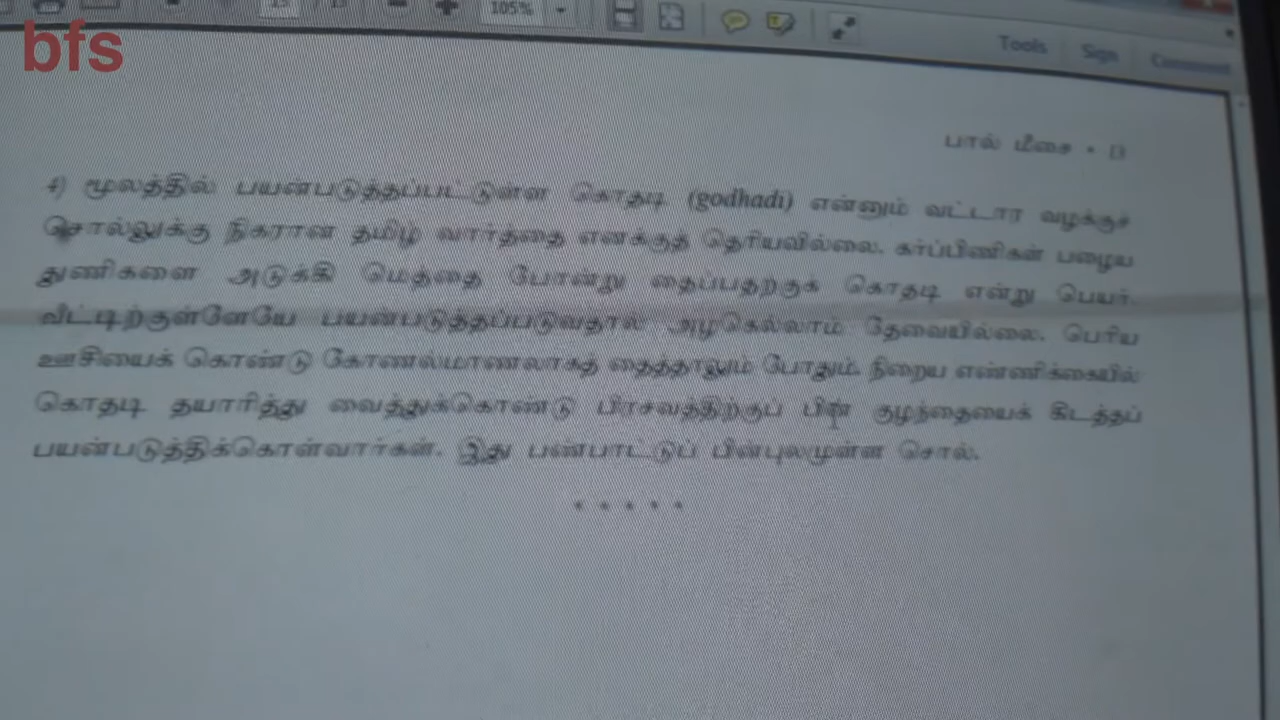 bfs
105%
Tools Sign Comment
பால் மீசை • 13
4) மூலத்தில் பயன்படுத்தப்பட்டுள்ள கொதடி (godhadi) என்னும் வட்டார வழக்குச்
சொல்லுக்கு நிகரான தமிழ் வார்த்தை எனக்குத் தெரியவில்லை. கர்ப்பிணிகள் பழைய
துணிகளை அடுக்கி மெத்தை போன்று தைப்பதற்குக் கொதடி என்று பெயர்.
வீட்டிற்குள்ளேயே பயன்படுத்தப்படுவதால் அழகெல்லாம் தேவையில்லை. பெரிய
ஊசியைக் கொண்டு கோணல்மாணலாகத் தைத்தாலும் போதும். நிறைய எண்ணிக்கையில்
கொதடி தயாரித்து வைத்துக்கொண்டு பிரசவத்திற்குப் பின் குழந்தையைக் கிடத்தப்
பயன்படுத்திக்கொள்வார்கள். இது பண்பாட்டுப் பின்புலமுள்ள சொல்.
* * * * *